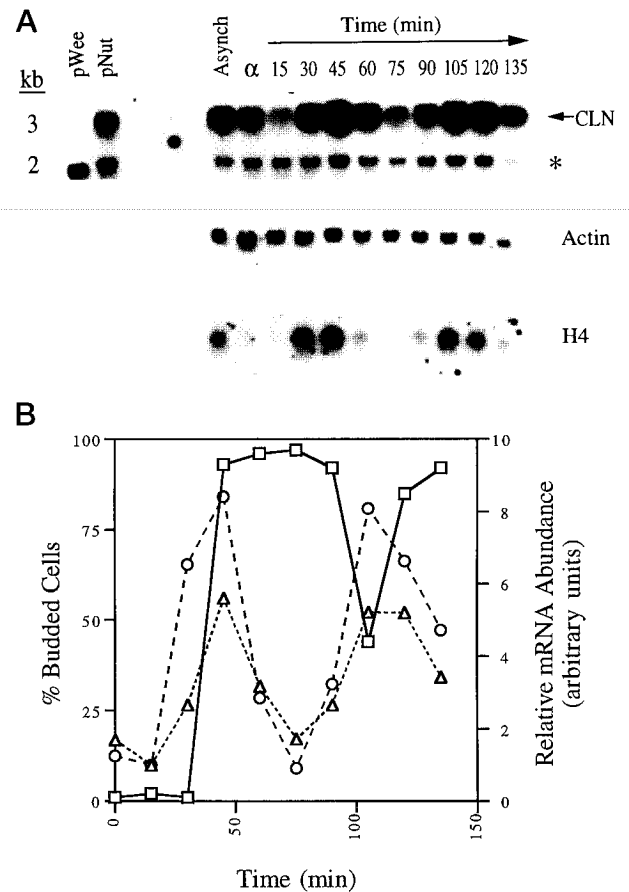 A
Time (min)
pWee
pNut
Asynch
α 15 30 45 60 75 90 105 120 135
kb
3
CLN
2
*
Actin
H4
B
100
75
50
25
0
% Budded Cells
10
8
6
4
2
0
Relative mRNA Abundance
(arbitrary units)
0
50
100
150
Time (min)